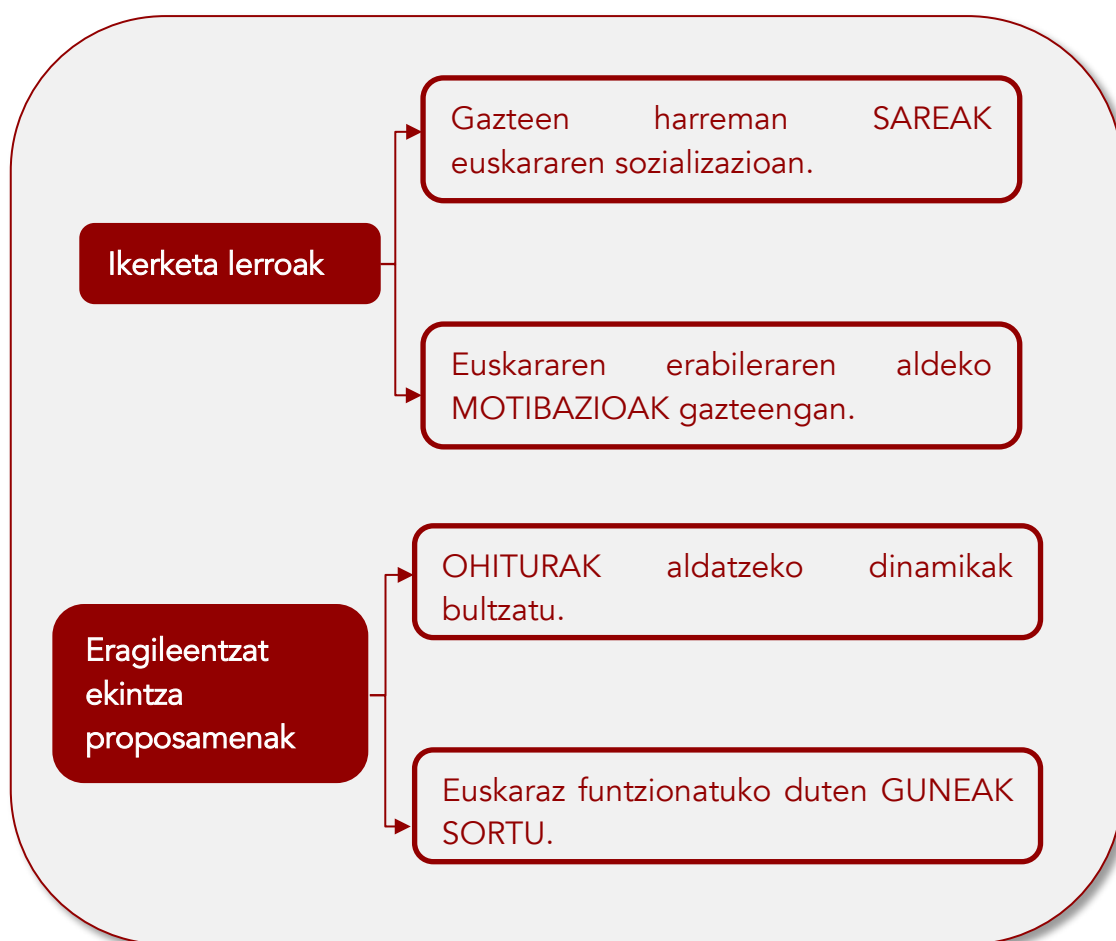 Gazteen harreman SAREAK
euskararen sozializazioan.
Ikerketa lerroak
Euskararen erabileraren aldeko
MOTIBAZIOAK gazteengan.
OHITURAK aldatzeko dinamikak
bultzatu.
Eragileentzat
ekintza
proposamenak
Euskaraz funtzionatuko duten GUNEAK
SORTU.